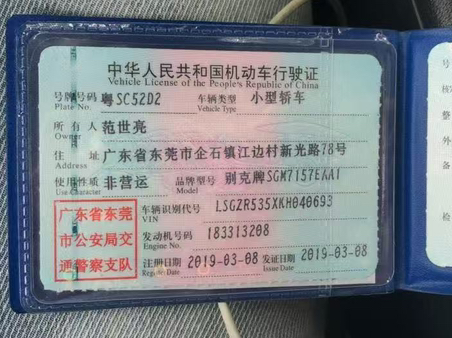 中华人民共和国机动车行驶证
Vehicle License of the People's Republic of China
号牌号码 粤SC52D2 车辆类型 小型轿车
Plate No. Vehicle Type
所有人 范世亮
Owner
住址 广东省东莞市企石镇江边村新光路78号
Address
使用性质 非营运 品牌型号 别克牌SGM7157EAA1
Use Character
广东省东莞
市公安局交
通警察支队
车辆识别代号 LSGZR535XKH040693
VIN
发动机号码 183313208
Engine No.
注册日期 2019-03-08 发证日期 2019-03-08
Register Date Issue Date